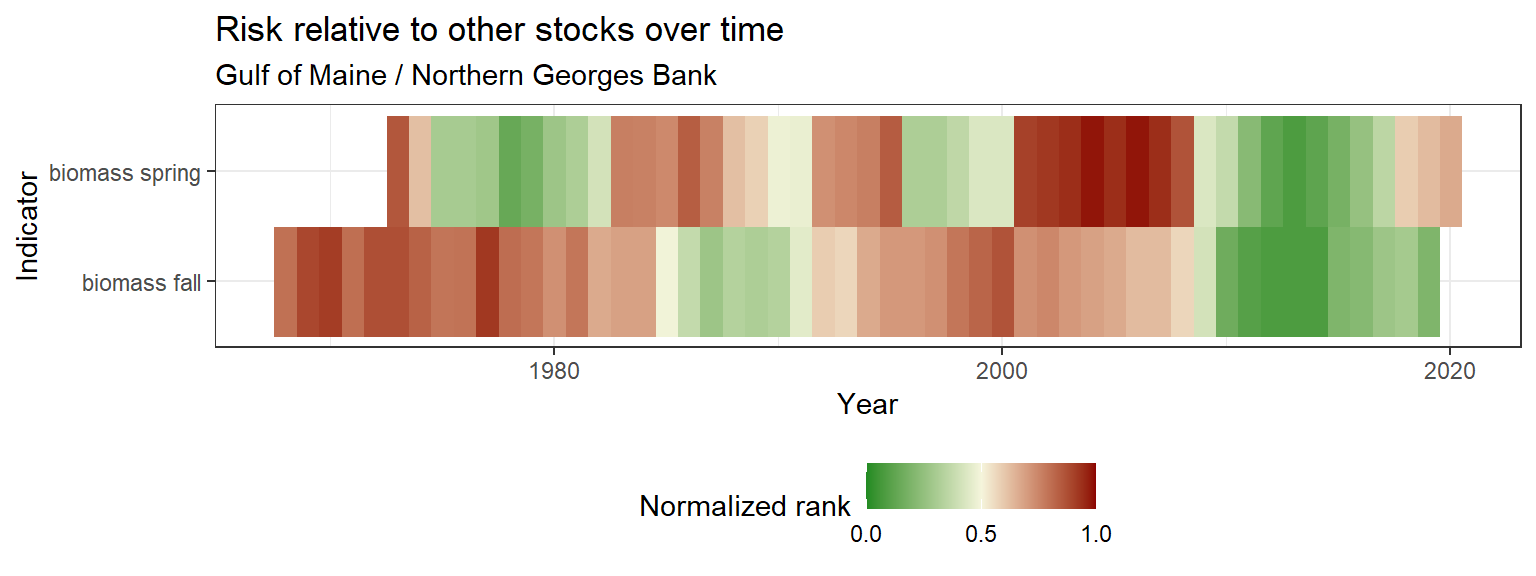 Risk relative to other stocks over time
Gulf of Maine / Northern Georges Bank
Indicator
biomass spring
biomass fall
1980 2000 2020
Year
Normalized rank
0.0 0.5 1.0